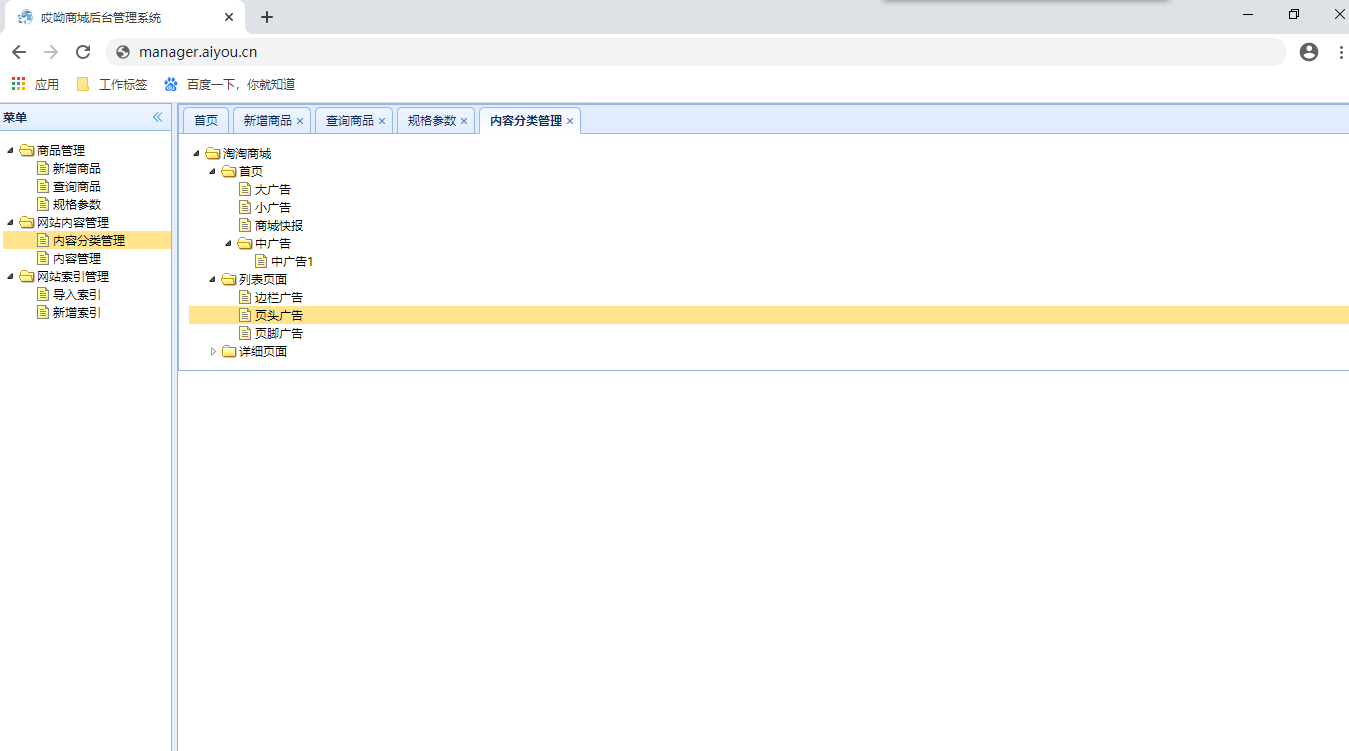 哎呦商城后台管理系统
manager.aiyou.cn
应用 工作标签 百度一下，你就知道
菜单
商品管理
新增商品
查询商品
规格参数
网站内容管理
内容分类管理
内容管理
网站索引管理
导入索引
新增索引
首页 新增商品 查询商品 规格参数 内容分类管理
淘淘商城
首页
大广告
小广告
商城快报
中广告
中广告1
列表页面
边栏广告
页头广告
页脚广告
详细页面